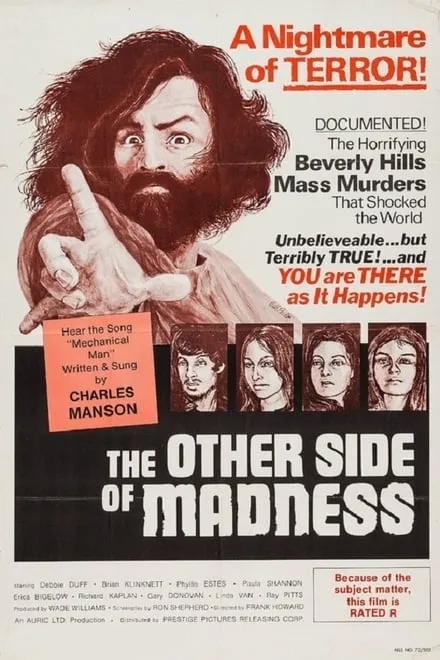 A Nightmare
of TERROR!
DOCUMENTED!
The Horrifying
Beverly Hills
Mass Murders
That Shocked
the World
Unbelieveable...but
Terribly TRUE!...and
YOU are THERE
as It Happens!
Hear the Song
"Mechanical
Man"
Written & Sung
by
CHARLES
MANSON
THE OTHER SIDE
OF MADNESS
starring Debbie DUFF • Brian KLINKNETT • Phyllis ESTES • Paula SHANNON
Erica BIGELOW • Richard KAPLAN • Gary DONOVAN • Linda VAIN • Ray PITTS
Produced by WADE WILLIAMS • Screenplay by RON SHEPHERD • Directed by FRANK HOWARD
An AURIC LTD. Production • Distributed by PRESTIGE PICTURES RELEASING CORP.
Because of the
subject matter,
this film is
RATED R